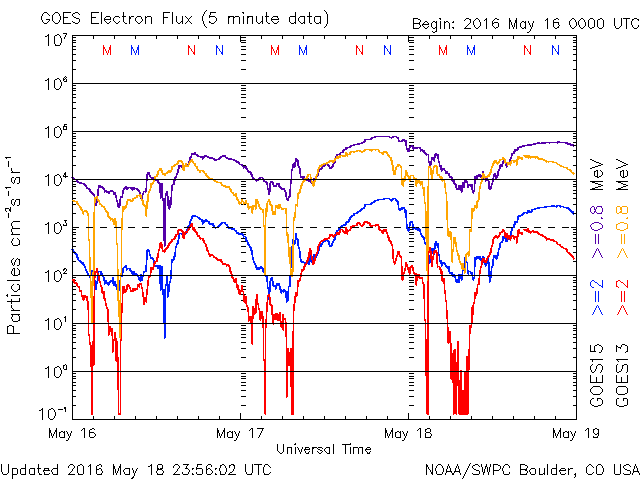 GOES Electron Flux (5 minute data)
Begin: 2016 May 16 0000 UTC
M M N N M M N N M M N N
10⁷
10⁶
10⁵
10⁴
10³
10²
10¹
10⁰
10⁻¹
Particles cm⁻²s⁻¹sr⁻¹
May 16 May 17 May 18 May 19
Universal Time
GOES15 >=2 >=0.8 MeV
GOES13 >=2 >=0.8 MeV
Updated 2016 May 18 23:56:02 UTC
NOAA/SWPC Boulder, CO USA